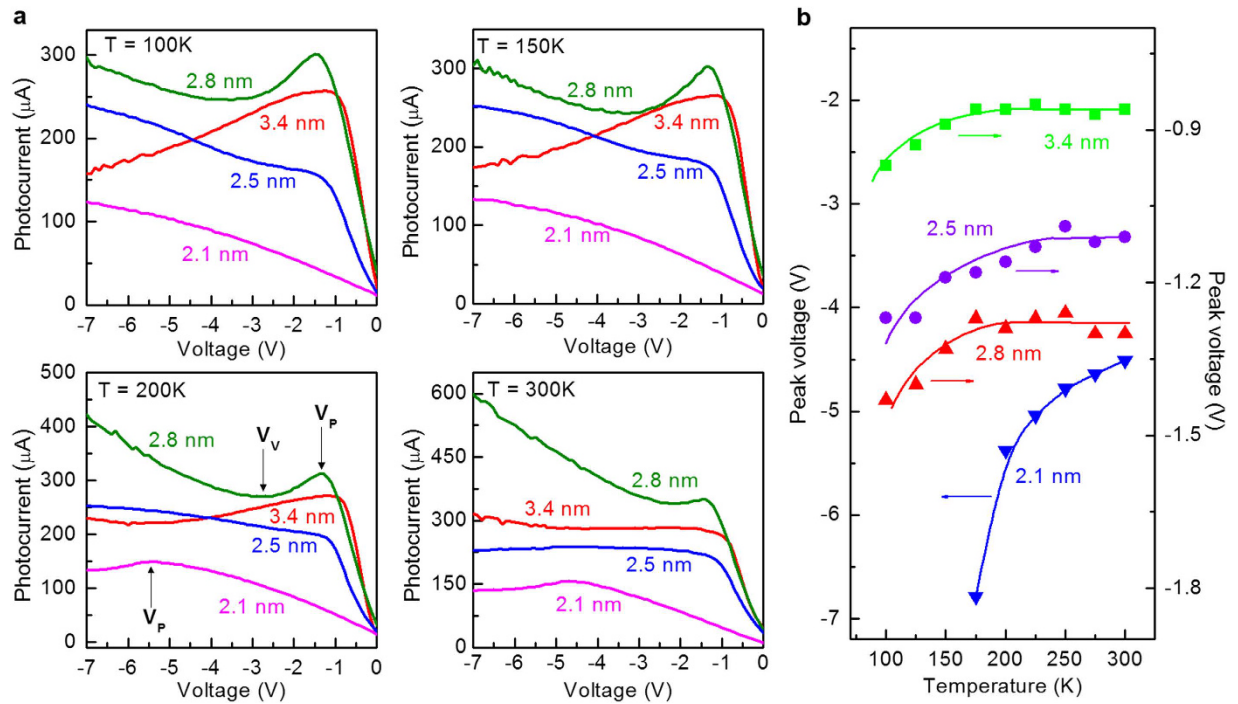 a
T = 100K
300
200
100
0
2.8 nm
3.4 nm
2.5 nm
2.1 nm
Photocurrent (μA)
-7 -6 -5 -4 -3 -2 -1 0
Voltage (V)
T = 150K
300
200
100
0
2.8 nm
3.4 nm
2.5 nm
2.1 nm
Photocurrent (μA)
-7 -6 -5 -4 -3 -2 -1 0
Voltage (V)
T = 200K
500
400
300
200
100
0
2.8 nm
V_V
V_P
3.4 nm
2.5 nm
2.1 nm
V_P
Photocurrent (μA)
-7 -6 -5 -4 -3 -2 -1 0
Voltage (V)
T = 300K
600
450
300
150
0
2.8 nm
3.4 nm
2.5 nm
2.1 nm
Photocurrent (μA)
-7 -6 -5 -4 -3 -2 -1 0
Voltage (V)
b
-2
-3
-4
-5
-6
-7
Peak voltage (V)
3.4 nm
2.5 nm
2.8 nm
2.1 nm
-0.9
-1.2
-1.5
-1.8
Peak voltage (V)
100 150 200 250 300
Temperature (K)